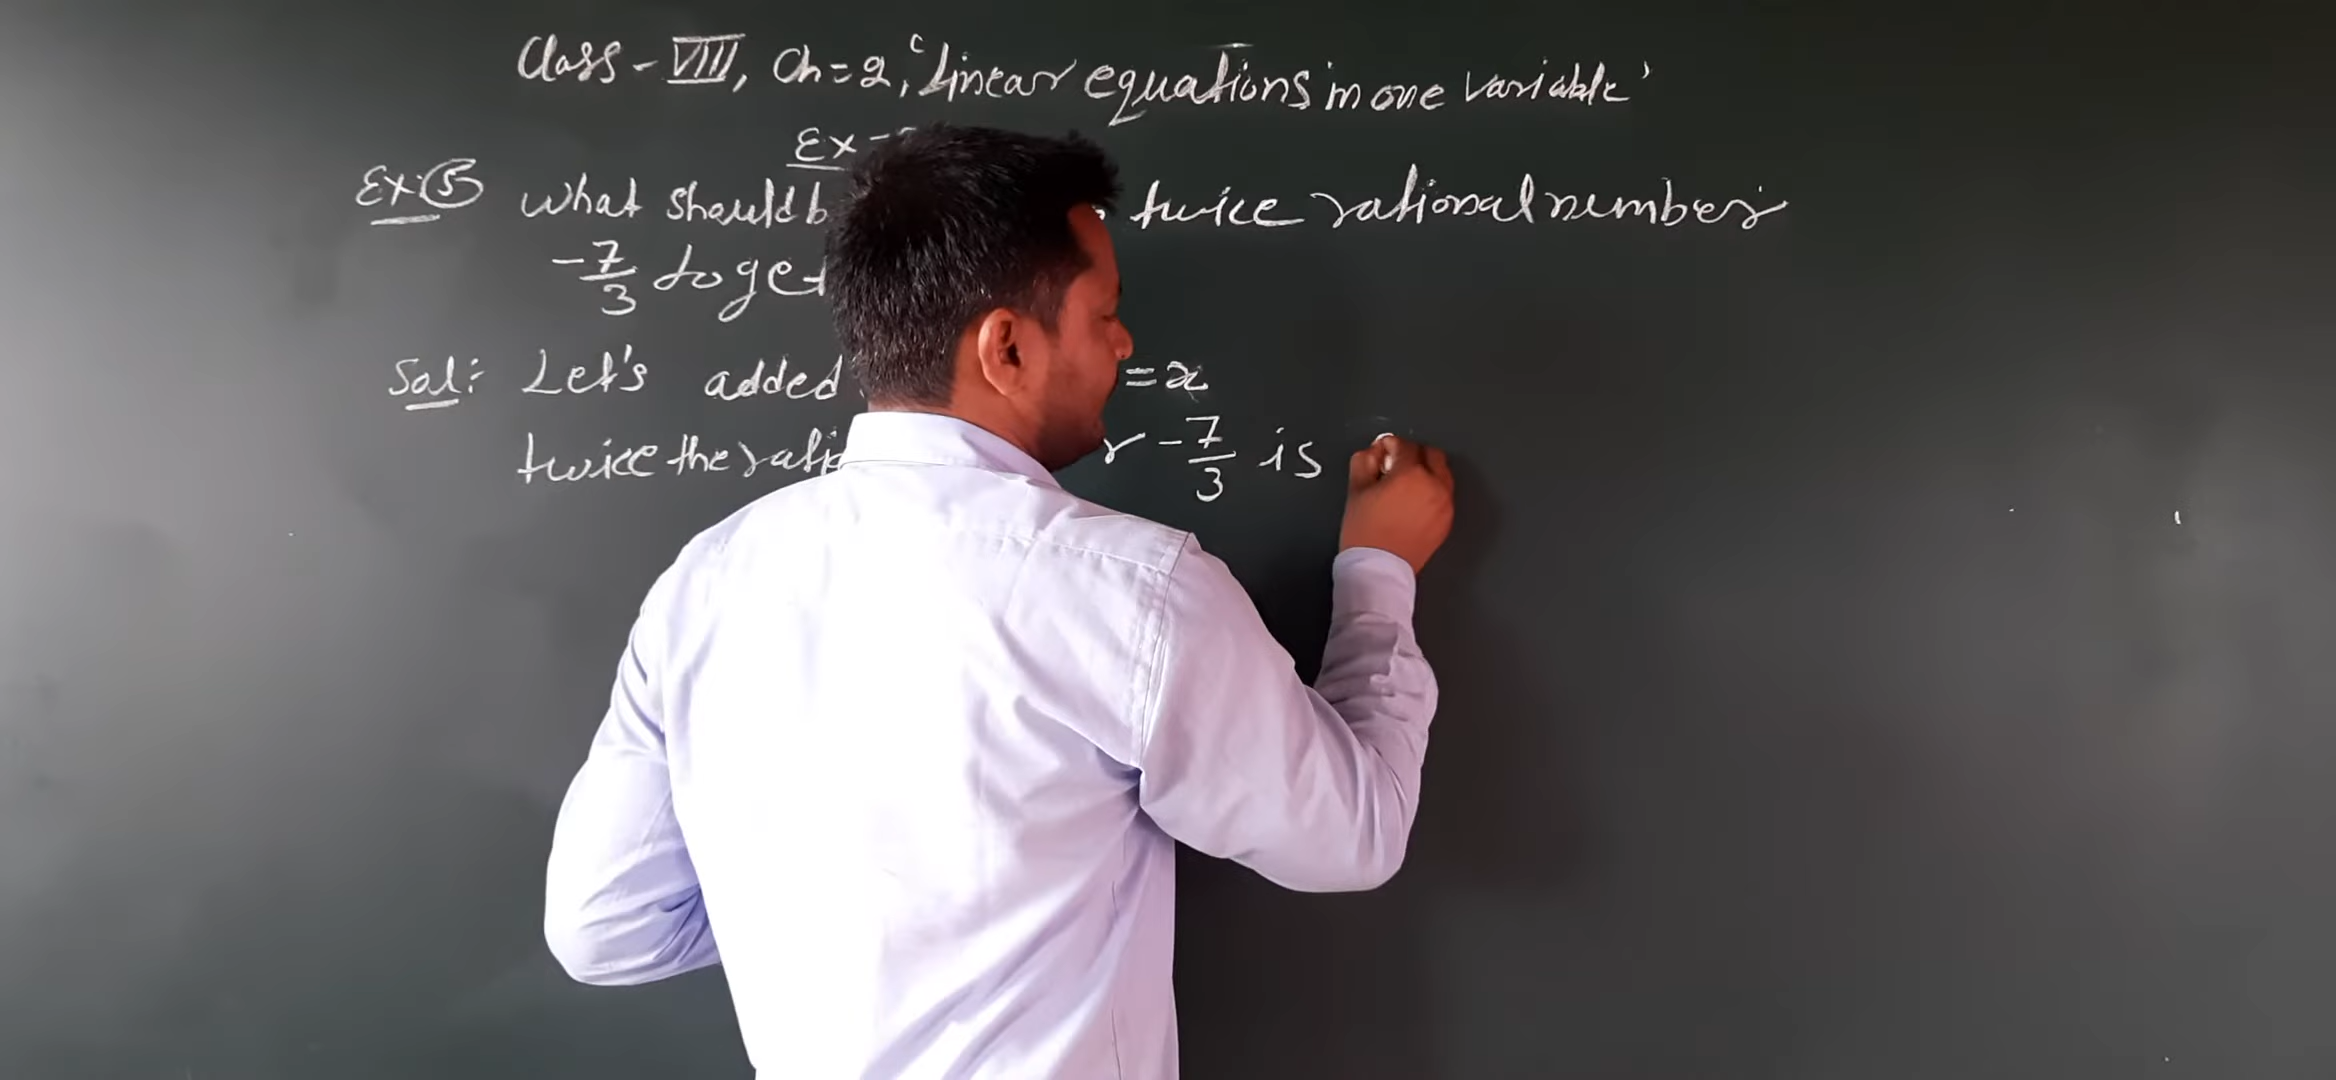 Class - VIII, Ch = 2, 'Linear equations in one variable'
Ex -
Ex:(5) what should b twice rational number
-7/3 to get
Sol: Let's added = x
twice the rati r -7/3 is